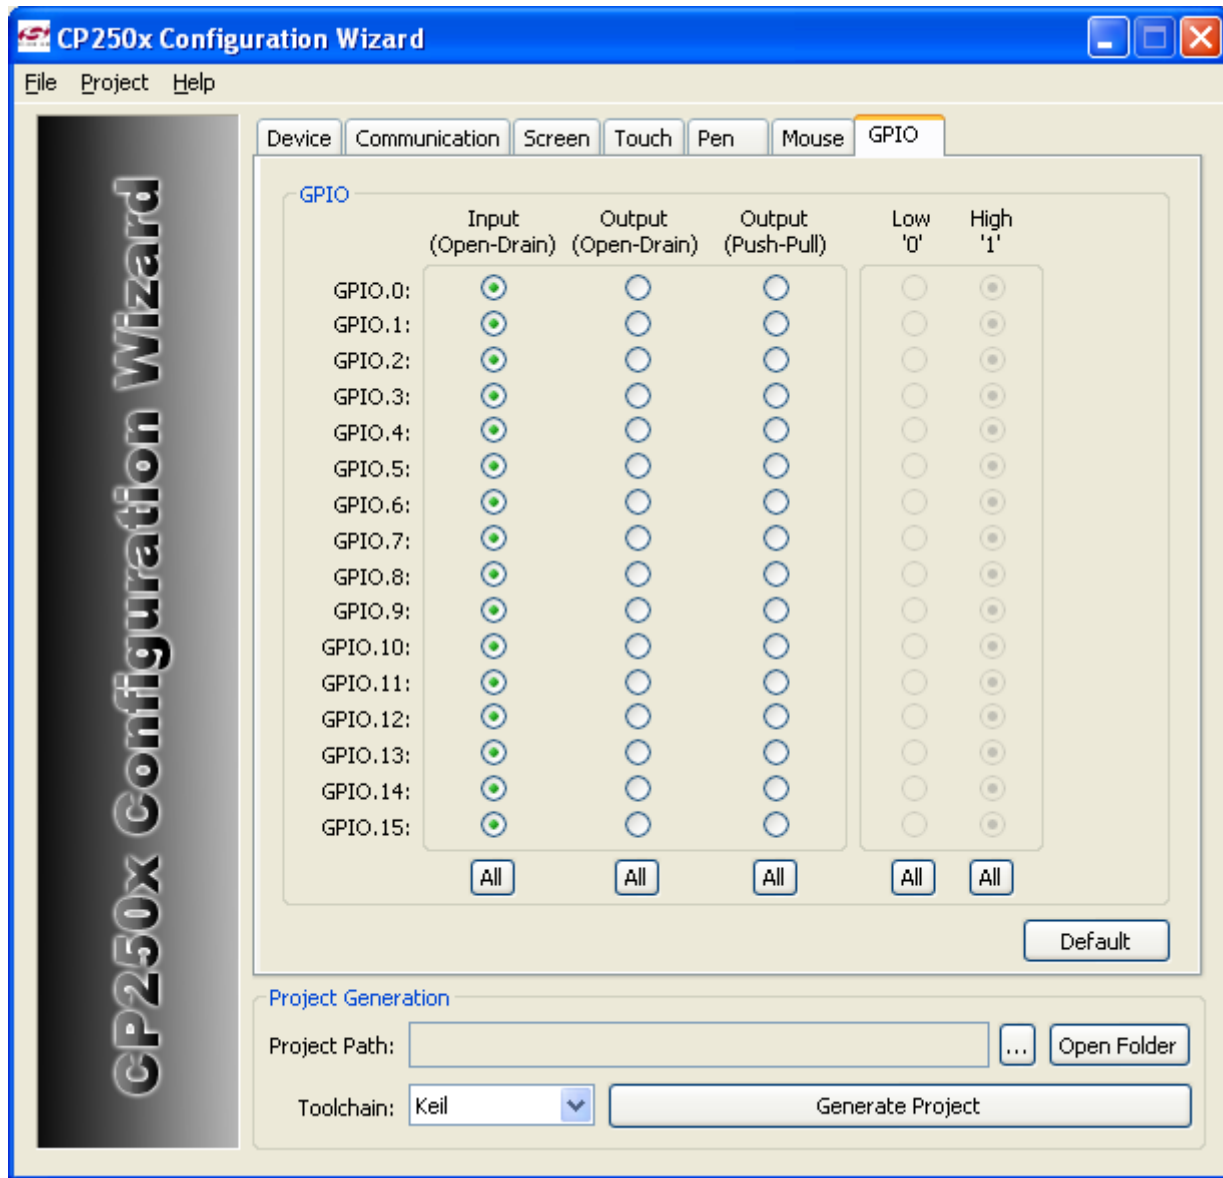 CP250x Configuration Wizard
File Project Help
CP250x Configuration Wizard
Device Communication Screen Touch Pen Mouse GPIO
GPIO
Input Output Output Low High
(Open-Drain) (Open-Drain) (Push-Pull) '0' '1'
GPIO.0:
GPIO.1:
GPIO.2:
GPIO.3:
GPIO.4:
GPIO.5:
GPIO.6:
GPIO.7:
GPIO.8:
GPIO.9:
GPIO.10:
GPIO.11:
GPIO.12:
GPIO.13:
GPIO.14:
GPIO.15:
All All All All All
Default
Project Generation
Project Path: ... Open Folder
Toolchain: Keil Generate Project